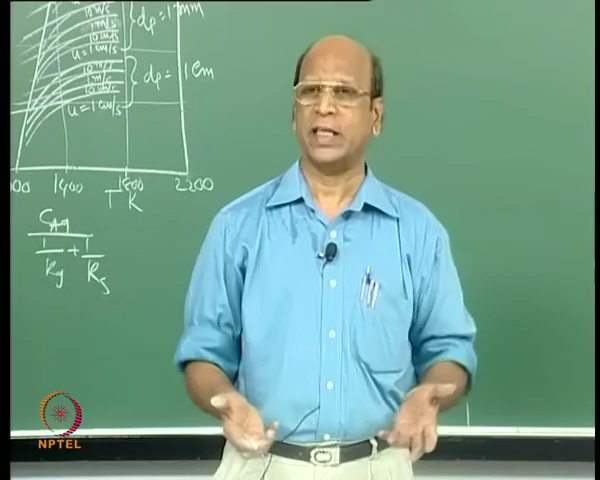 10 m/s
1 m/s
10 cm/s
u = 1 cm/s
dp = 1 mm
10 m/s
1 m/s
10 cm/s
u = 1 cm/s
dp = 1 cm
1400 1800 2200
T K
CAg
1/kg + 1/ks
NPTEL